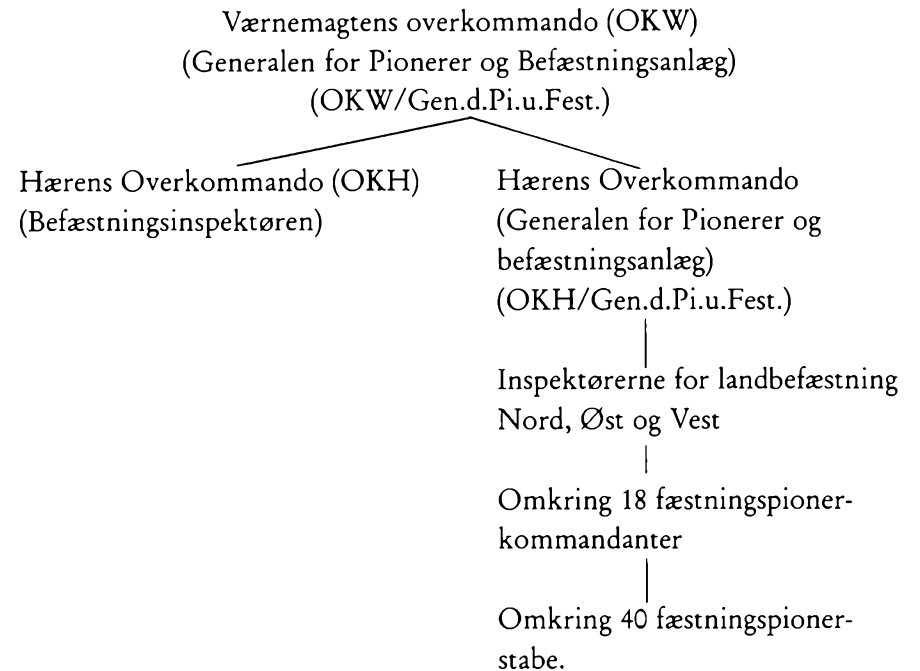 Værnemagtens overkommando (OKW)
(Generalen for Pionerer og Befæstningsanlæg)
(OKW/Gen.d.Pi.u.Fest.)
Hærens Overkommando (OKH)
(Befæstningsinspektøren)
Hærens Overkommando
(Generalen for Pionerer og
befæstningsanlæg)
(OKH/Gen.d.Pi.u.Fest.)
Inspektørerne for landbefæstning
Nord, Øst og Vest
Omkring 18 fæstningspioner-
kommandanter
Omkring 40 fæstningspioner-
stabe.